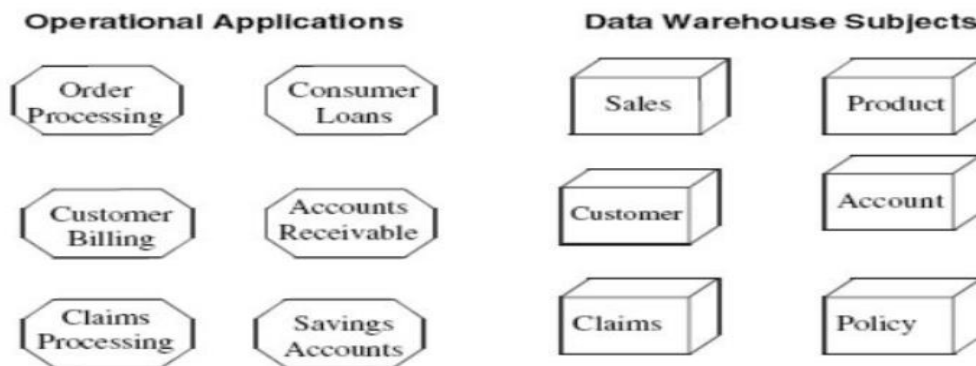 Operational Applications
Data Warehouse Subjects
Order
Processing
Consumer
Loans
Sales
Product
Customer
Billing
Accounts
Receivable
Customer
Account
Claims
Processing
Savings
Accounts
Claims
Policy